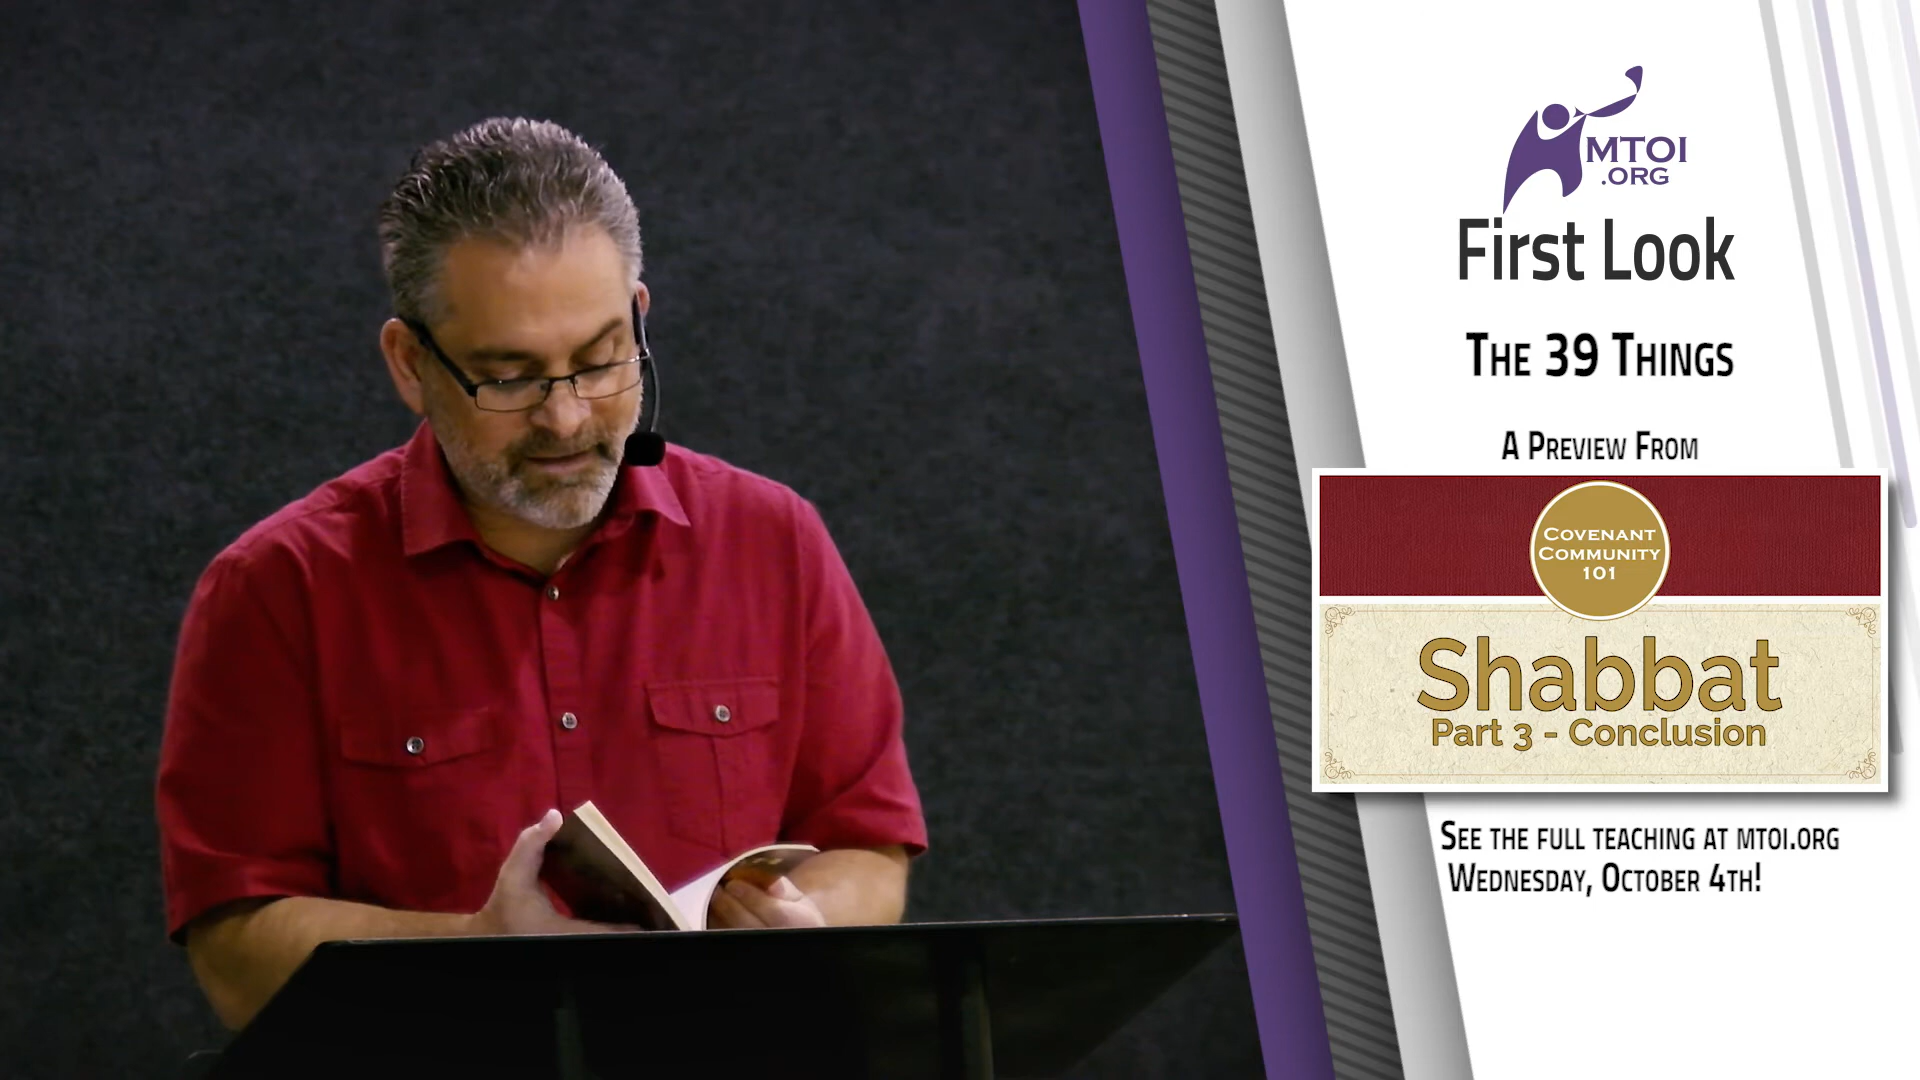 MTOI
.ORG
First Look
The 39 Things
A Preview From
Covenant
Community
101
Shabbat
Part 3 - Conclusion
See the full teaching at mtoi.org
Wednesday, October 4th!